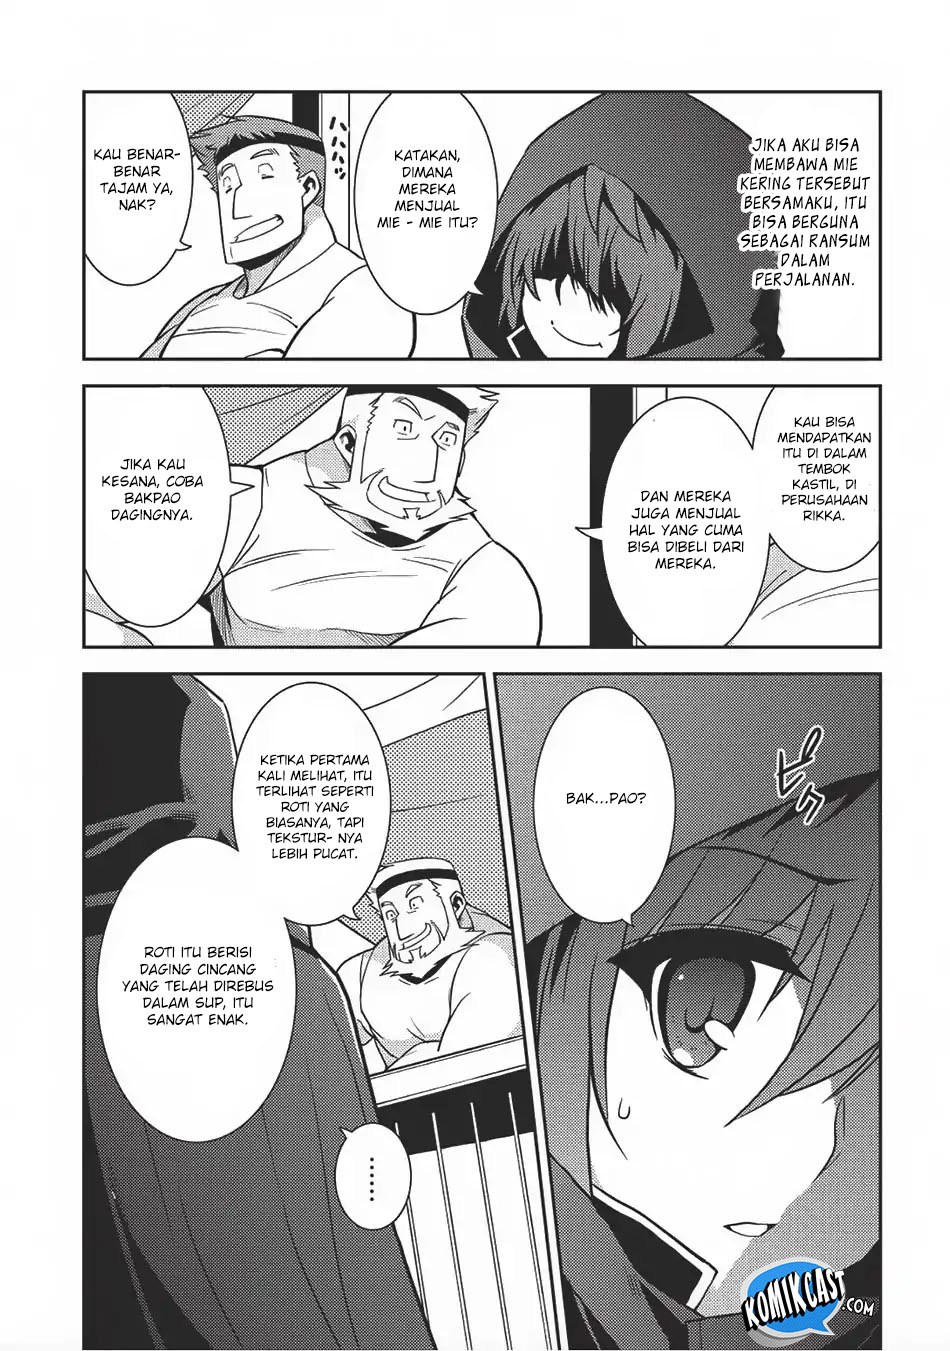 JIKA AKU BISA
MEMBAWA MIE
KERING TERSEBUT
BERSAMAKU, ITU
BISA BERGUNA
SEBAGAI RANSUM
DALAM
PERJALANAN.
KATAKAN,
DIMANA
MEREKA
MENJUAL
MIE - MIE ITU?
KAU BENAR-
BENAR
TAJAM YA,
NAK?
KAU BISA
MENDAPATKAN
ITU DI DALAM
TEMBOK
KASTIL, DI
PERUSAHAAN
RIKKA.
DAN MEREKA
JUGA MENJUAL
HAL YANG CUMA
BISA DIBELI DARI
MEREKA.
JIKA KAU
KESANA, COBA
BAKPAO
DAGINGNYA.
BAK...PAO?
ピク
KETIKA PERTAMA
KALI MELIHAT, ITU
TERLIHAT SEPERTI
ROTI YANG
BIASANYA, TAPI
TEKSTUR- NYA
LEBIH PUCAT.
ROTI ITU BERISI
DAGING CINCANG
YANG TELAH DIREBUS
DALAM SUP, ITU
SANGAT ENAK.
......
KOMIKCAST.COM